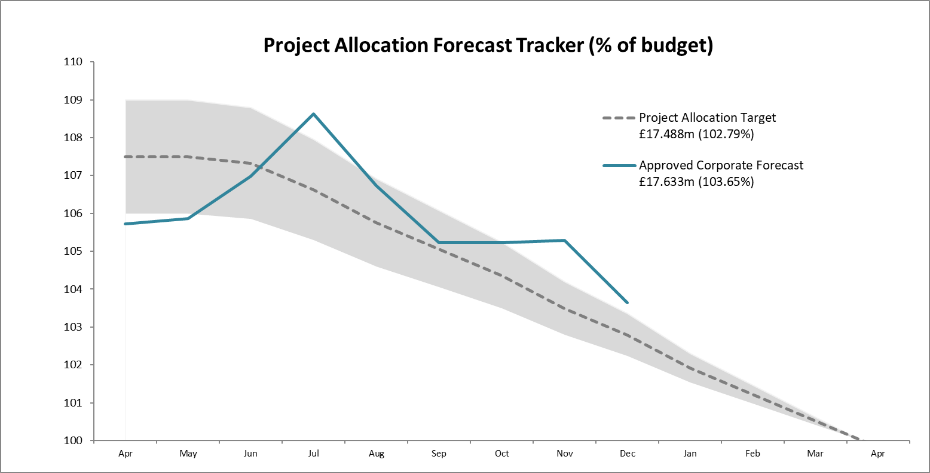 Project Allocation Forecast Tracker (% of budget)
110
109
108
107
106
105
104
103
102
101
100
Project Allocation Target
£17.488m (102.79%)
Approved Corporate Forecast
£17.633m (103.65%)
Apr May Jun Jul Aug Sep Oct Nov Dec Jan Feb Mar Apr